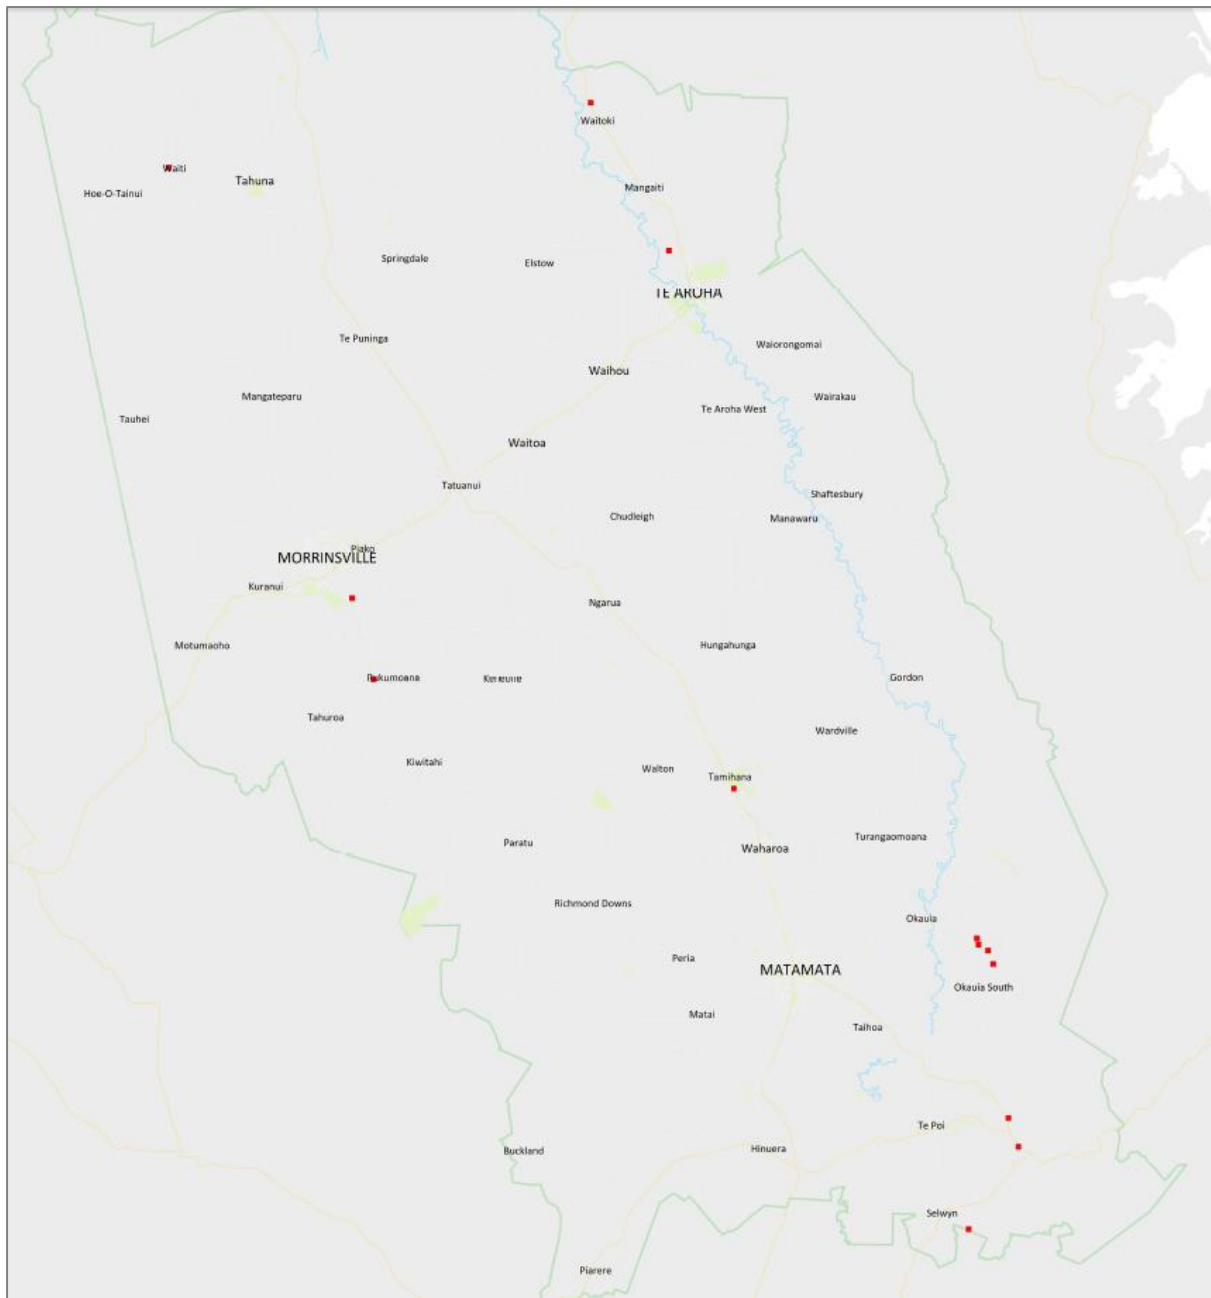 Waitoki
Waiti
Tahuna
Hoe-O-Tainui
Mangaiti
Springdale
Elstow
TE AROHA
Te Puninga
Waiorongomai
Waihou
Mangateparu
Wairakau
Te Aroha West
Tauhei
Waitoa
Tatuanui
Shaftesbury
Chudleigh
Manawaru
Piako
MORRINSVILLE
Kuranui
Ngarua
Motumaoho
Hungahunga
Rukumoana
Kereone
Gordon
Tahuroa
Wardville
Kiwitahi
Walton
Tamihana
Turangaomoana
Paratu
Waharoa
Richmond Downs
Okauia
Peria
MATAMATA
Okauia South
Matai
Taihoa
Te Poi
Buckland
Hinuera
Selwyn
Piarere